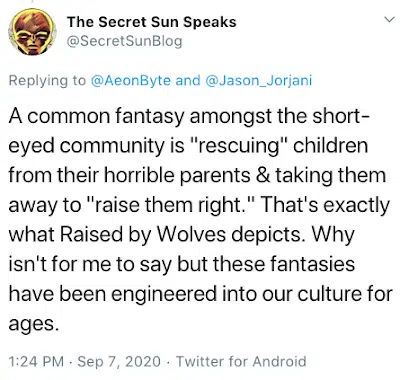 The Secret Sun Speaks
@SecretSunBlog
Replying to @AeonByte and @Jason_Jorjani
A common fantasy amongst the short-
eyed community is "rescuing" children
from their horrible parents & taking them
away to "raise them right." That's exactly
what Raised by Wolves depicts. Why
isn't for me to say but these fantasies
have been engineered into our culture for
ages.
1:24 PM · Sep 7, 2020 · Twitter for Android